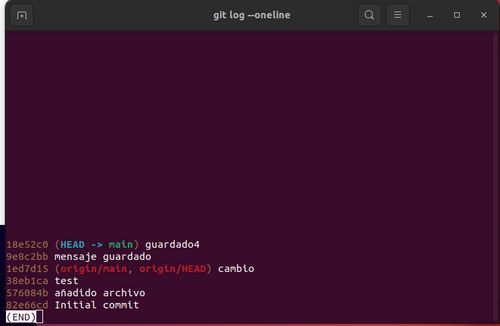 git log --oneline
18e52c0 (HEAD -> main) guardado4
9e8c2bb mensaje guardado
1ed7d15 (origin/main, origin/HEAD) cambio
38eb1ca test
576084b añadido archivo
82e66cd Initial commit
(END)